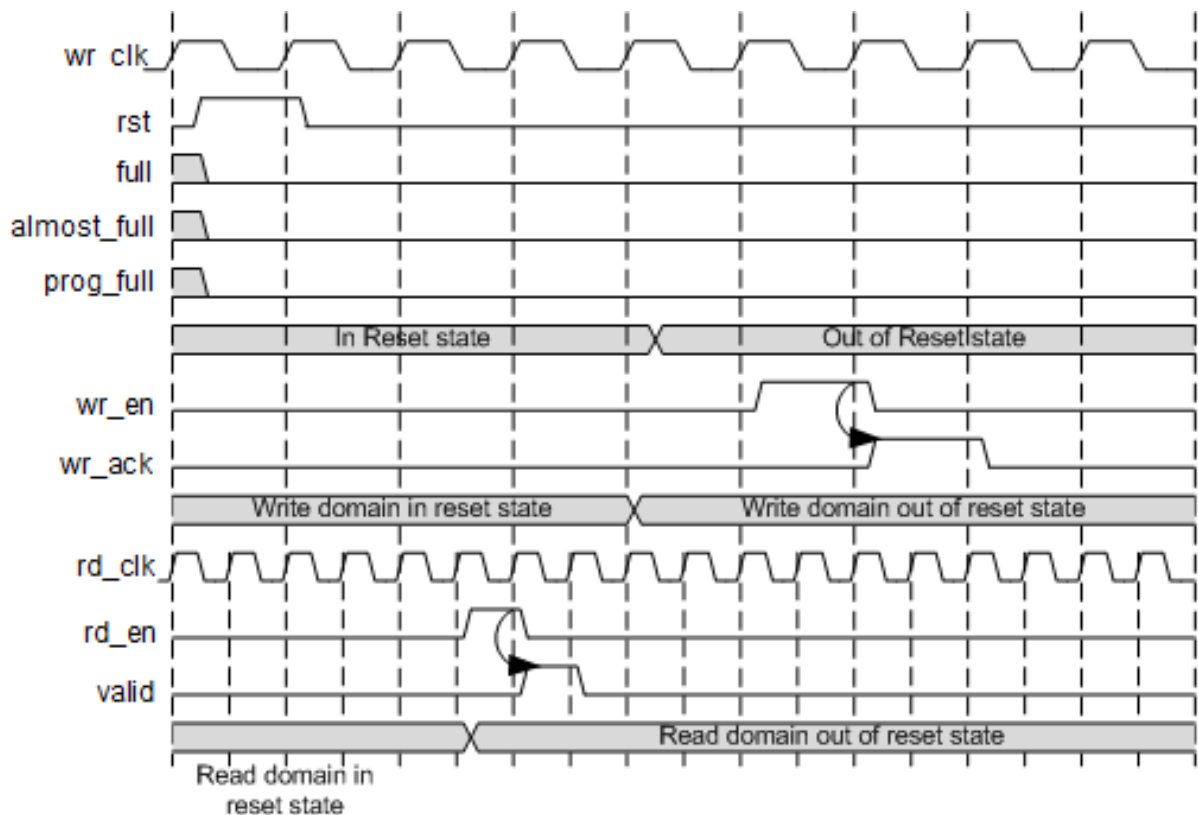 wr_clk
rst
full
almost_full
prog_full
In Reset state Out of Reset state
wr_en
wr_ack
Write domain in reset state Write domain out of reset state
rd_clk
rd_en
valid
Read domain out of reset state
Read domain in
reset state